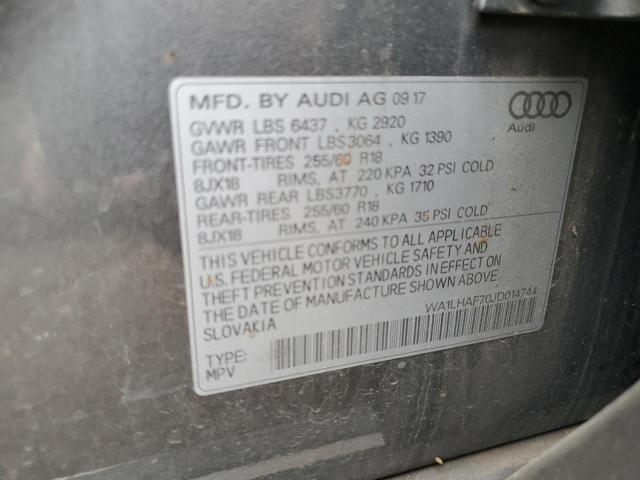 MFD. BY AUDI AG 09 17
GVWR LBS 6437 , KG 2920
GAWR FRONT LBS3064 , KG 1390
FRONT-TIRES 255/60 R18
8JX18 RIMS, AT 220 KPA 32 PSI COLD
GAWR REAR LBS3770 , KG 1710
REAR-TIRES 255/60 R18
8JX18 RIMS, AT 240 KPA 35 PSI COLD
THIS VEHICLE CONFORMS TO ALL APPLICABLE
U.S. FEDERAL MOTOR VEHICLE SAFETY AND
THEFT PREVENTION STANDARDS IN EFFECT ON
THE DATE OF MANUFACTURE SHOWN ABOVE.
SLOVAKIA
Audi
WA1LHAF70JD014744
TYPE:
MPV